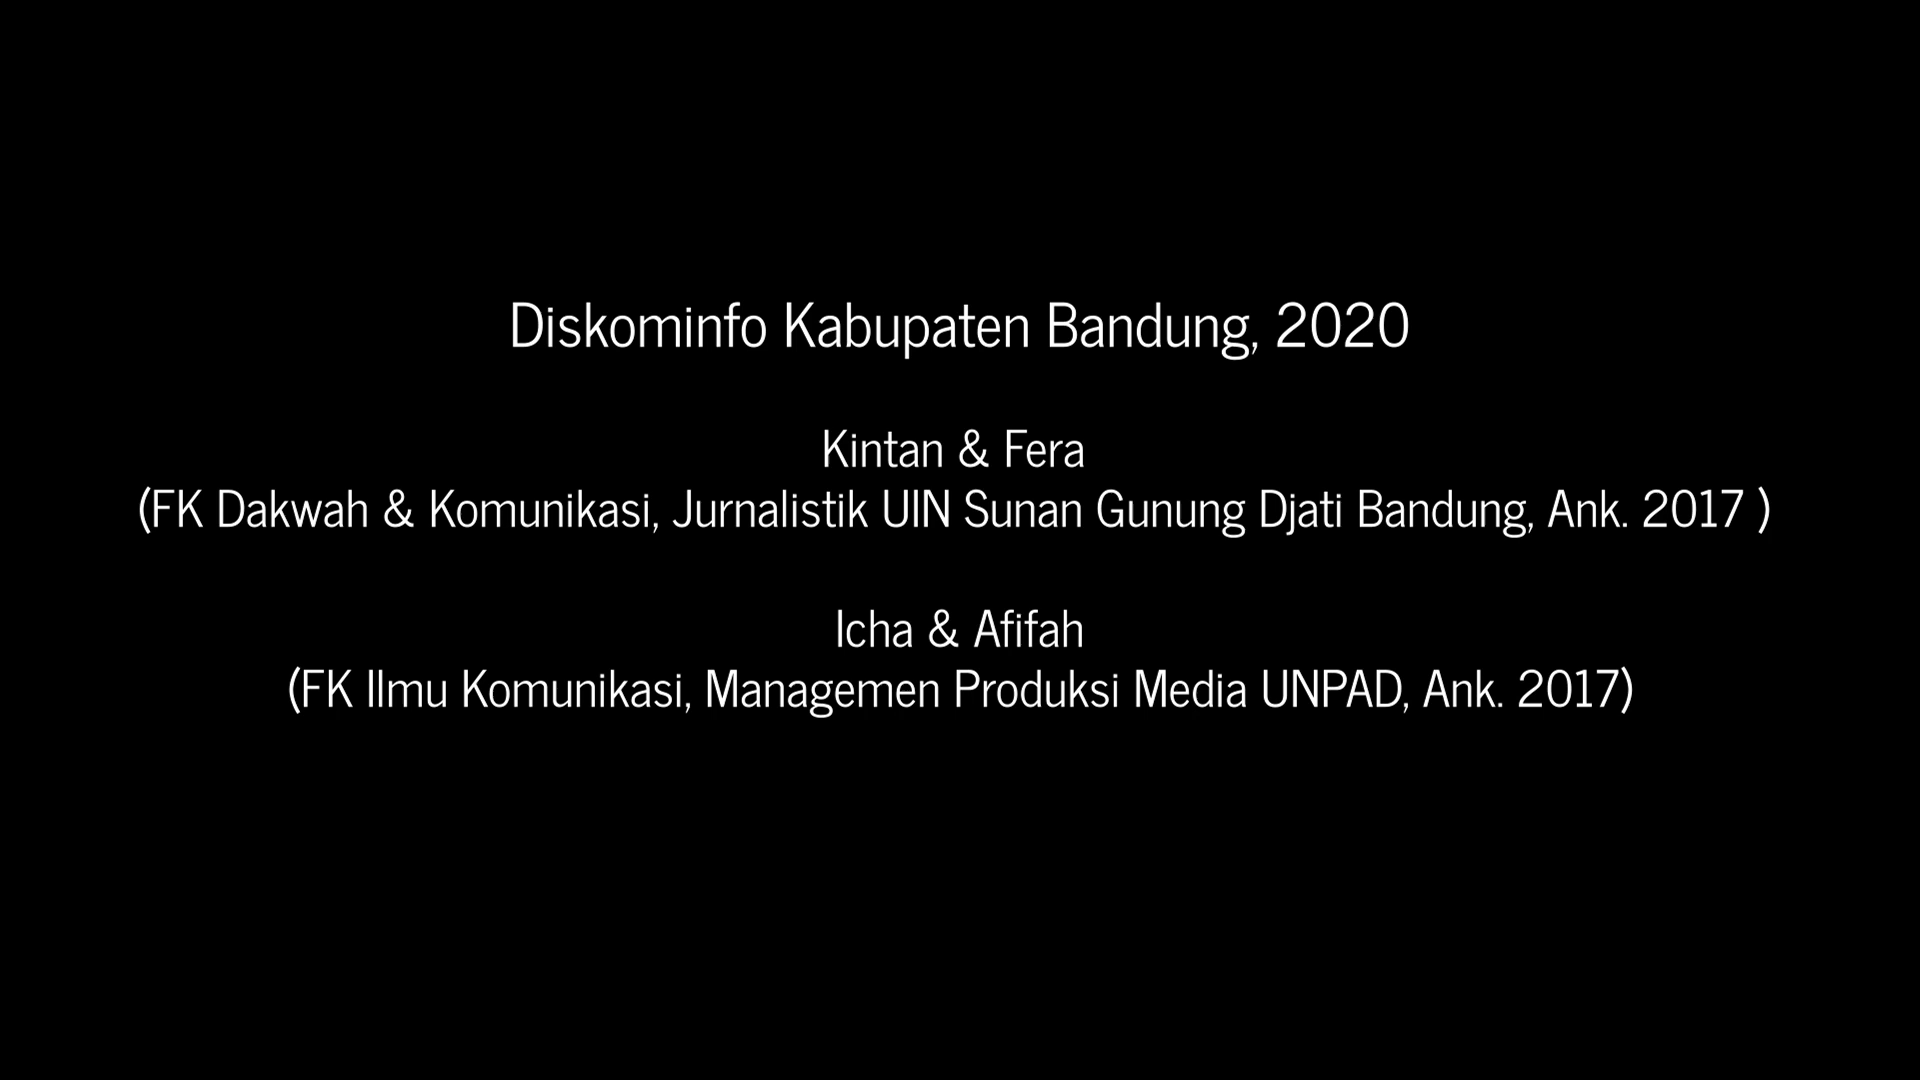 Diskominfo Kabupaten Bandung, 2020
Kintan & Fera
(FK Dakwah & Komunikasi, Jurnalistik UIN Sunan Gunung Djati Bandung, Ank. 2017 )
Icha & Afifah
(FK Ilmu Komunikasi, Managemen Produksi Media UNPAD, Ank. 2017)